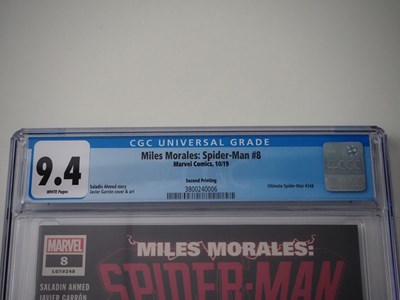 CGC UNIVERSAL GRADE
Miles Morales: Spider-Man #8
Marvel Comics, 10/19
9.4
WHITE Pages
Second Printing
Saladin Ahmed story
Javier Garrón cover & art
Ultimate Spider-Man #248
3800240006
MARVEL
8
LGY#248
SALADIN AHMED
JAVIER GARRÓN
MILES MORALES:
SPIDER-MAN